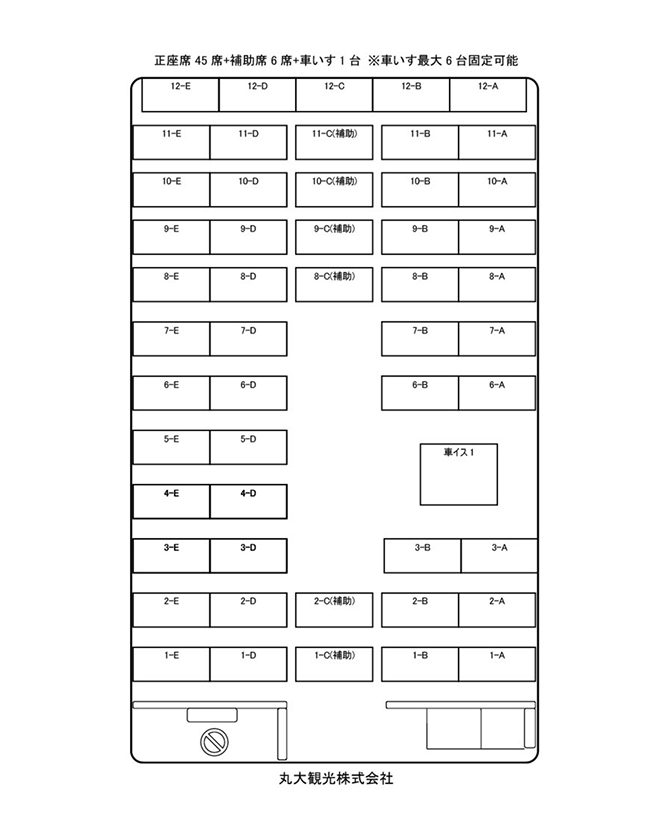 正座席 45 席+補助席 6 席+車いす 1 台 ※車いす最大 6 台固定可能
12-E 12-D 12-C 12-B 12-A
11-E 11-D 11-C(補助) 11-B 11-A
10-E 10-D 10-C(補助) 10-B 10-A
9-E 9-D 9-C(補助) 9-B 9-A
8-E 8-D 8-C(補助) 8-B 8-A
7-E 7-D 7-B 7-A
6-E 6-D 6-B 6-A
5-E 5-D
車イス 1
4-E 4-D
3-E 3-D 3-B 3-A
2-E 2-D 2-C(補助) 2-B 2-A
1-E 1-D 1-C(補助) 1-B 1-A
丸大観光株式会社